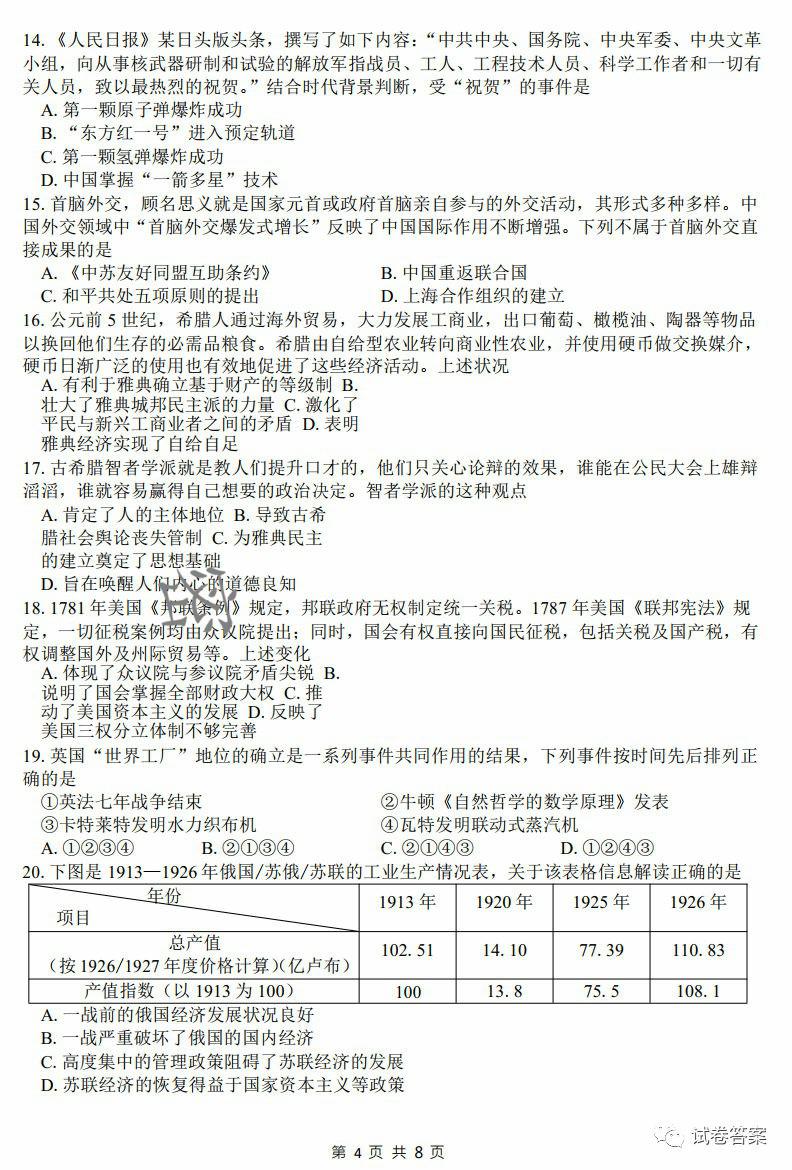 14. 《人民日报》某日头版头条，撰写了如下内容：“中共中央、国务院、中央军委、中央文革
小组，向从事核武器研制和试验的解放军指战员、工人、工程技术人员、科学工作者和一切有
关人员，致以最热烈的祝贺。”结合时代背景判断，受“祝贺”的事件是
A. 第一颗原子弹爆炸成功
B. “东方红一号”进入预定轨道
C. 第一颗氢弹爆炸成功
D. 中国掌握“一箭多星”技术
15. 首脑外交，顾名思义就是国家元首或政府首脑亲自参与的外交活动，其形式多种多样。中
国外交领域中“首脑外交爆发式增长”反映了中国国际作用不断增强。下列不属于首脑外交直
接成果的是
A. 《中苏友好同盟互助条约》 B. 中国重返联合国
C. 和平共处五项原则的提出 D. 上海合作组织的建立
16. 公元前 5 世纪，希腊人通过海外贸易，大力发展工商业，出口葡萄、橄榄油、陶器等物品
以换回他们生存的必需品粮食。希腊由自给型农业转向商业性农业，并使用硬币做交换媒介，
硬币日渐广泛的使用也有效地促进了这些经济活动。上述状况
A. 有利于雅典确立基于财产的等级制 B.
壮大了雅典城邦民主派的力量 C. 激化了
平民与新兴工商业者之间的矛盾 D. 表明
雅典经济实现了自给自足
17. 古希腊智者学派就是教人们提升口才的，他们只关心论辩的效果，谁能在公民大会上雄辩
滔滔，谁就容易赢得自己想要的政治决定。智者学派的这种观点
A. 肯定了人的主体地位 B. 导致古希
腊社会舆论丧失管制 C. 为雅典民主
的建立奠定了思想基础
D. 旨在唤醒人们内心的道德良知
18. 1781 年美国《邦联条例》规定，邦联政府无权制定统一关税。1787 年美国《联邦宪法》规
定，一切征税案例均由众议院提出；同时，国会有权直接向国民征税，包括关税及国产税，有
权调整国外及州际贸易等。上述变化
A. 体现了众议院与参议院矛盾尖锐 B.
说明了国会掌握全部财政大权 C. 推
动了美国资本主义的发展 D. 反映了
美国三权分立体制不够完善
19. 英国“世界工厂”地位的确立是一系列事件共同作用的结果，下列事件按时间先后排列正
确的是
①英法七年战争结束 ②牛顿《自然哲学的数学原理》发表
③卡特莱特发明水力织布机 ④瓦特发明联动式蒸汽机
A. ①②③④ B. ②①③④ C. ②①④③ D. ①②④③
20. 下图是 1913—1926 年俄国/苏俄/苏联的工业生产情况表，关于该表格信息解读正确的是
年份
项目
1913 年 1920 年 1925 年 1926 年
总产值
（按 1926/1927 年度价格计算）（亿卢布） 102.51 14.10 77.39 110.83
产值指数（以 1913 为 100） 100 13.8 75.5 108.1
A. 一战前的俄国经济发展状况良好
B. 一战严重破坏了俄国的国内经济
C. 高度集中的管理政策阻碍了苏联经济的发展
D. 苏联经济的恢复得益于国家资本主义等政策
试卷答案
第 4 页 共 8 页